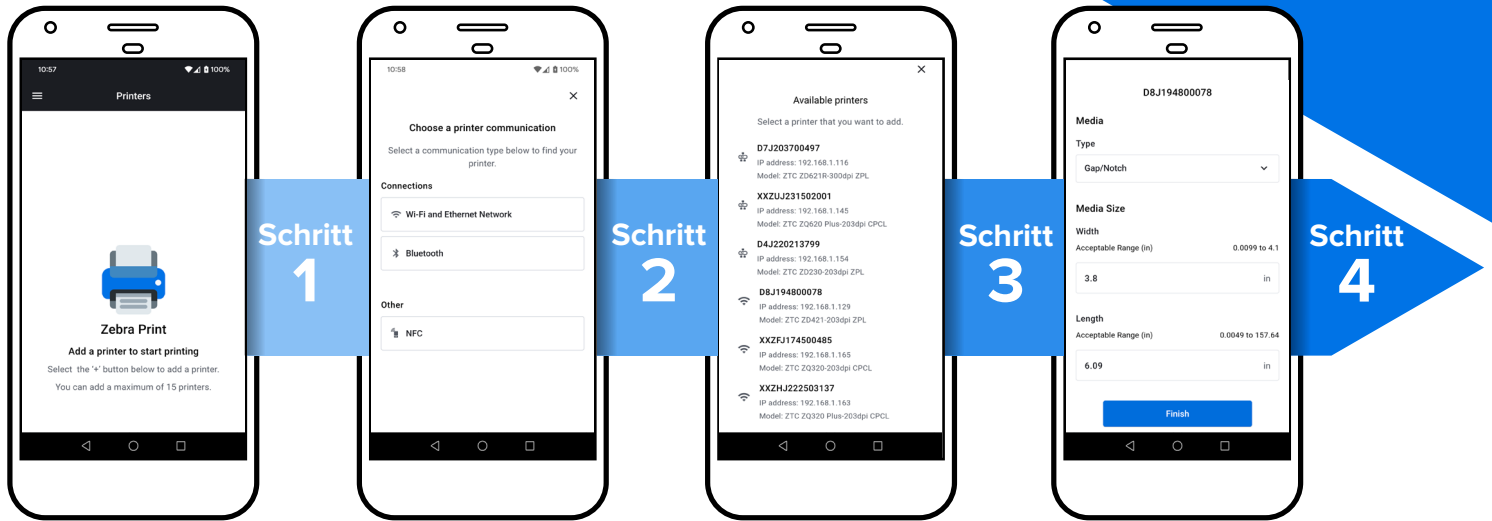 10:57
100%
Printers
Zebra Print
Add a printer to start printing
Select the '+' button below to add a printer.
You can add a maximum of 15 printers.
Schritt
1
10:58
100%
Choose a printer communication
Select a communication type below to find your
printer.
Connections
Wi-Fi and Ethernet Network
Bluetooth
Other
NFC
Schritt
2
Available printers
Select a printer that you want to add.
D7J203700497
IP address: 192.168.1.116
Model: ZTC ZD621R-300dpi ZPL
XXZUJ231502001
IP address: 192.168.1.145
Model: ZTC ZQ620 Plus-203dpi CPCL
D4J220213799
IP address: 192.168.1.154
Model: ZTC ZD230-203dpi ZPL
D8J194800078
IP address: 192.168.1.129
Model: ZTC ZD421-203dpi ZPL
XXZFJ174500485
IP address: 192.168.1.165
Model: ZTC ZQ320-203dpi CPCL
XXZHJ222503137
IP address: 192.168.1.163
Model: ZTC ZQ320 Plus-203dpi CPCL
Schritt
3
D8J194800078
Media
Type
Gap/Notch
Media Size
Width
Acceptable Range (in) 0.0099 to 4.1
3.8 in
Length
Acceptable Range (in) 0.0049 to 157.64
6.09 in
Finish
Schritt
4